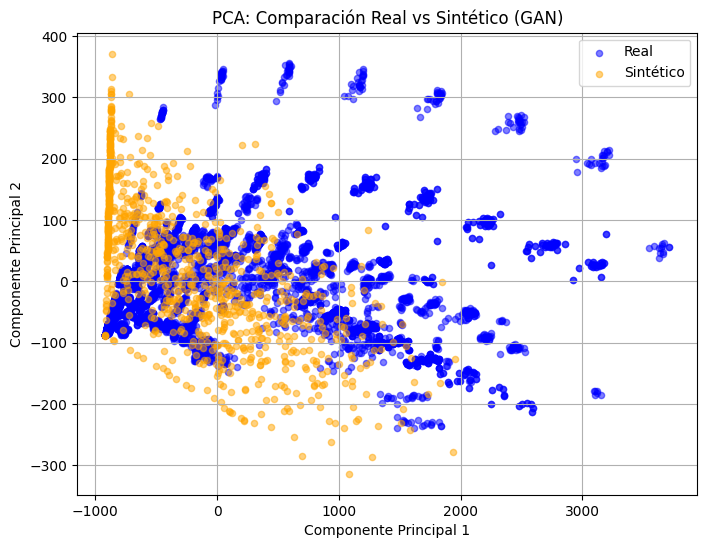 PCA: Comparación Real vs Sintético (GAN)
Real
Sintético
400
300
200
100
0
−100
−200
−300
Componente Principal 2
−1000
0
1000
2000
3000
Componente Principal 1